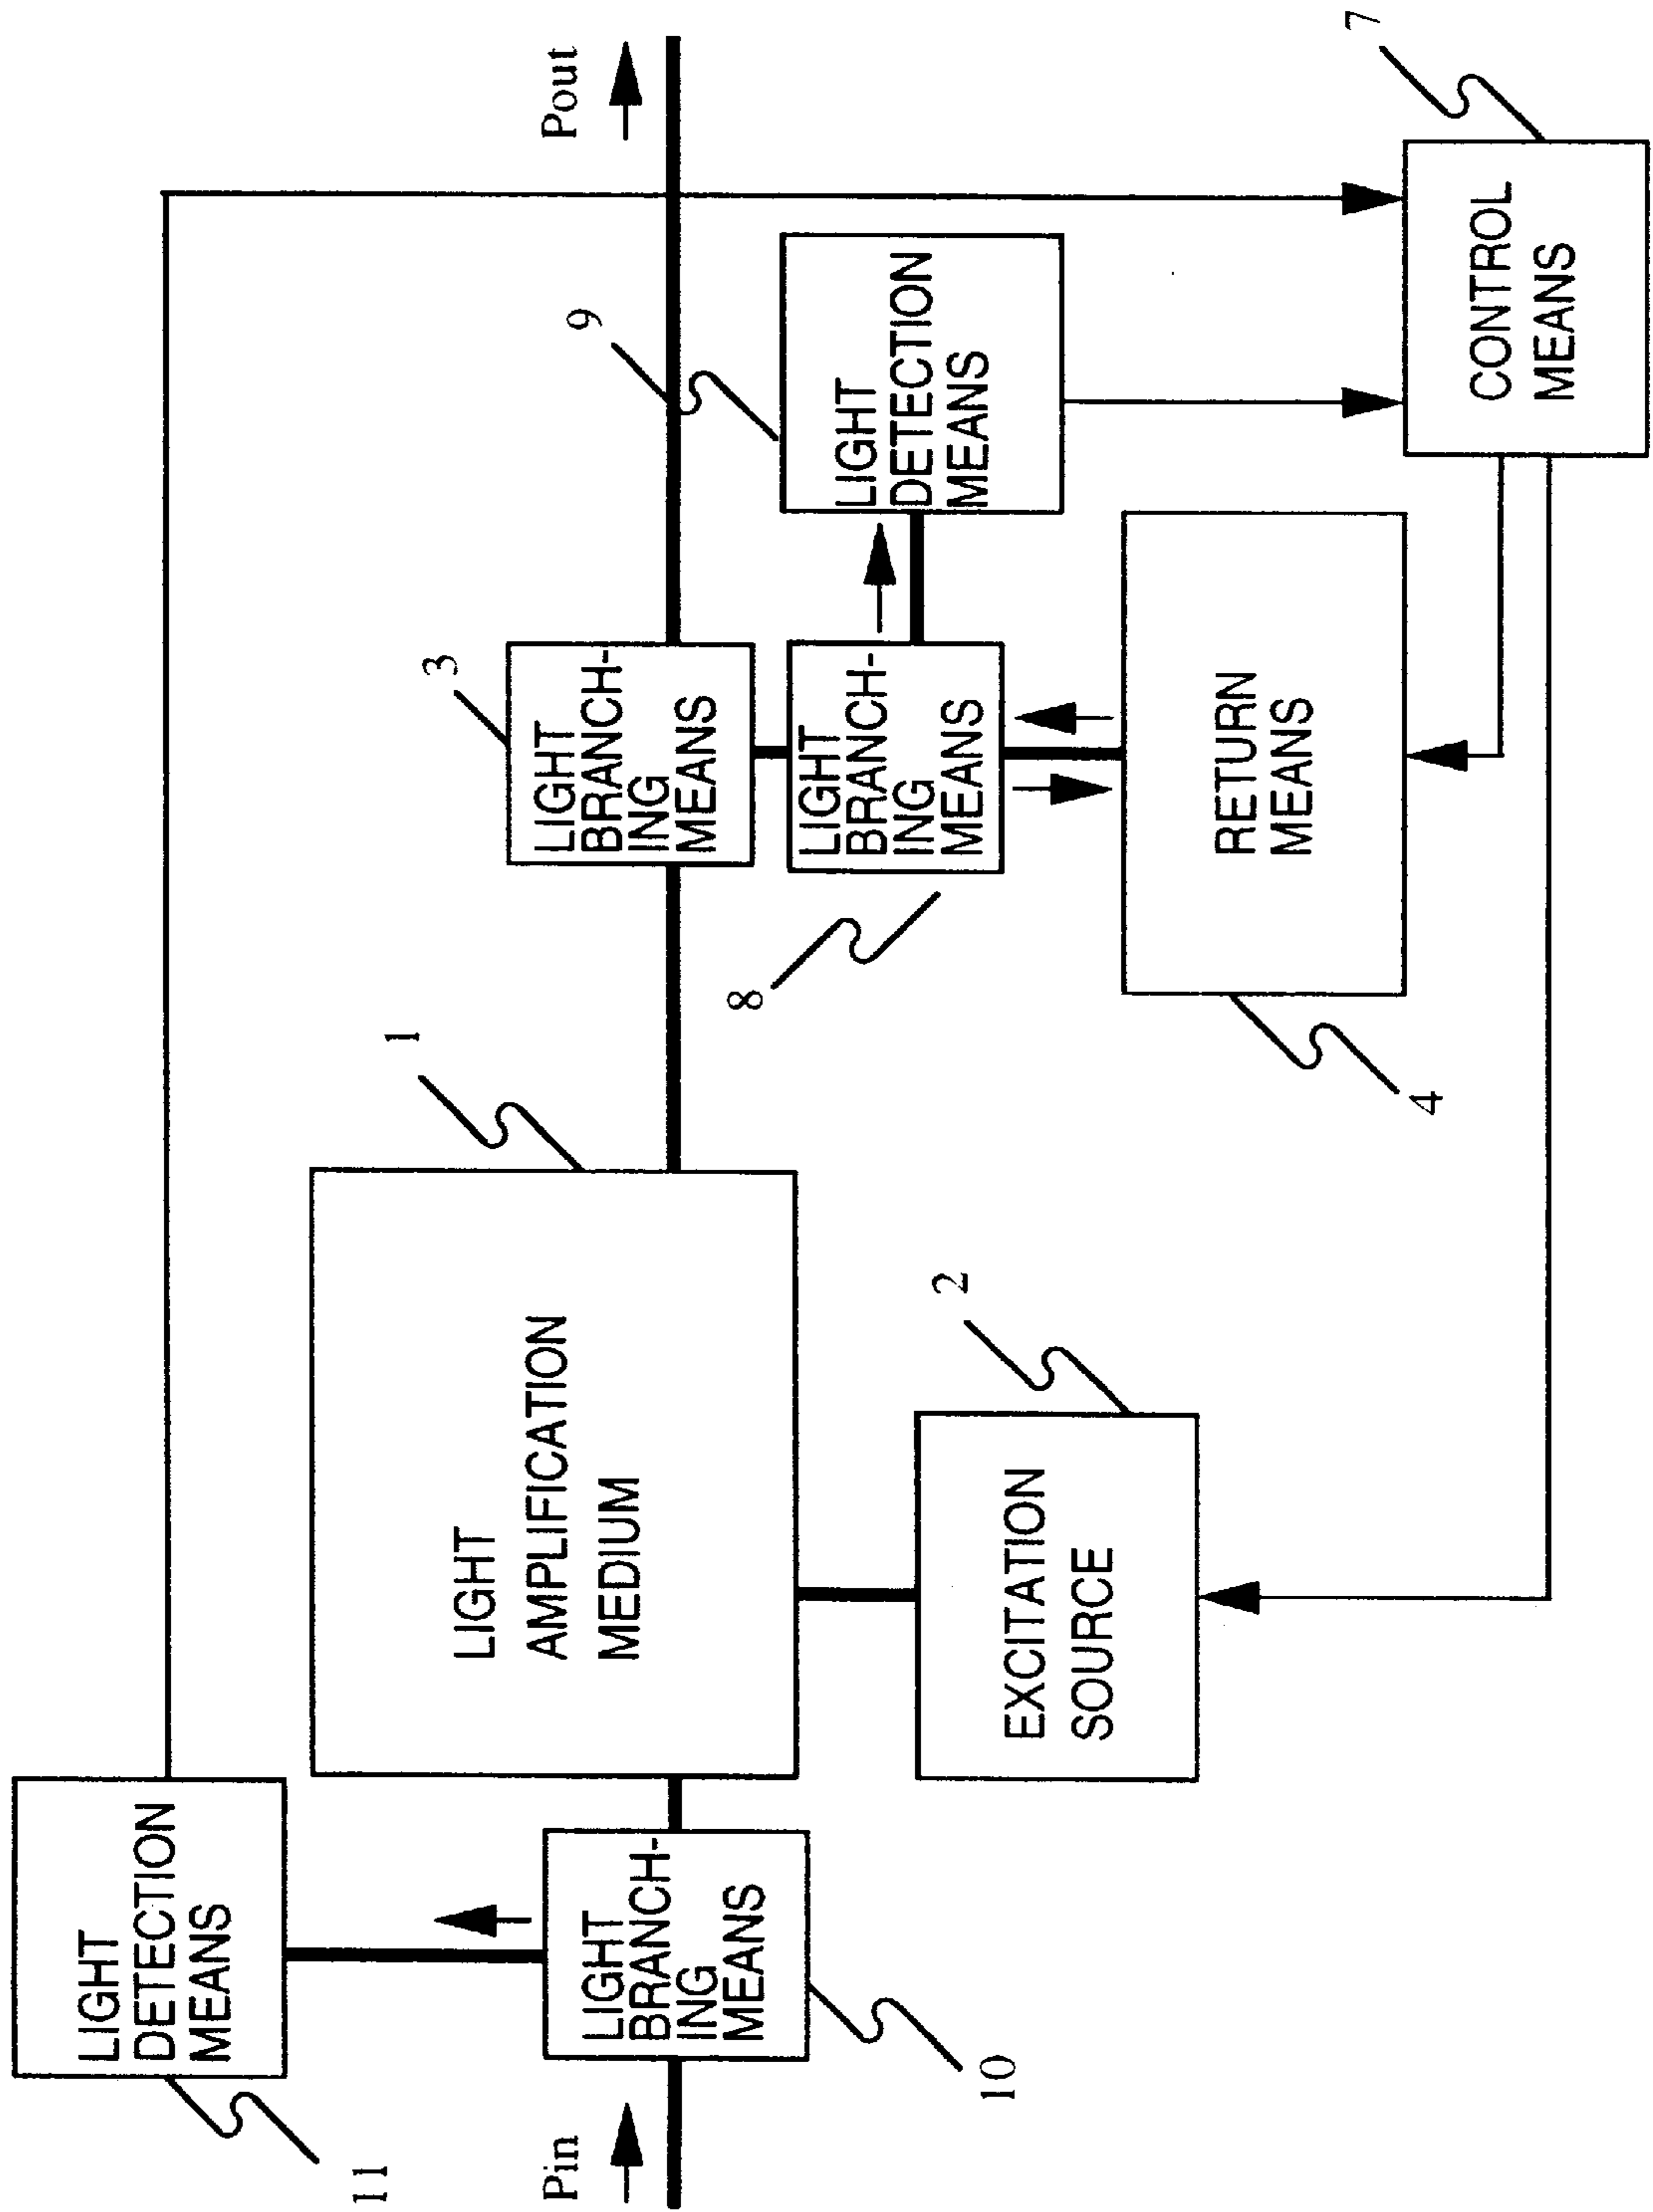 11
LIGHT
DETECTION
MEANS
Pin
LIGHT
BRANCH-
ING
MEANS
10
1
LIGHT
AMPLIFICATION
MEDIUM
2
EXCITATION
SOURCE
3
LIGHT
BRANCH-
ING
MEANS
Pout
8
LIGHT
BRANCH-
ING
MEANS
9
LIGHT
DETECTION
MEANS
4
RETURN
MEANS
7
CONTROL
MEANS